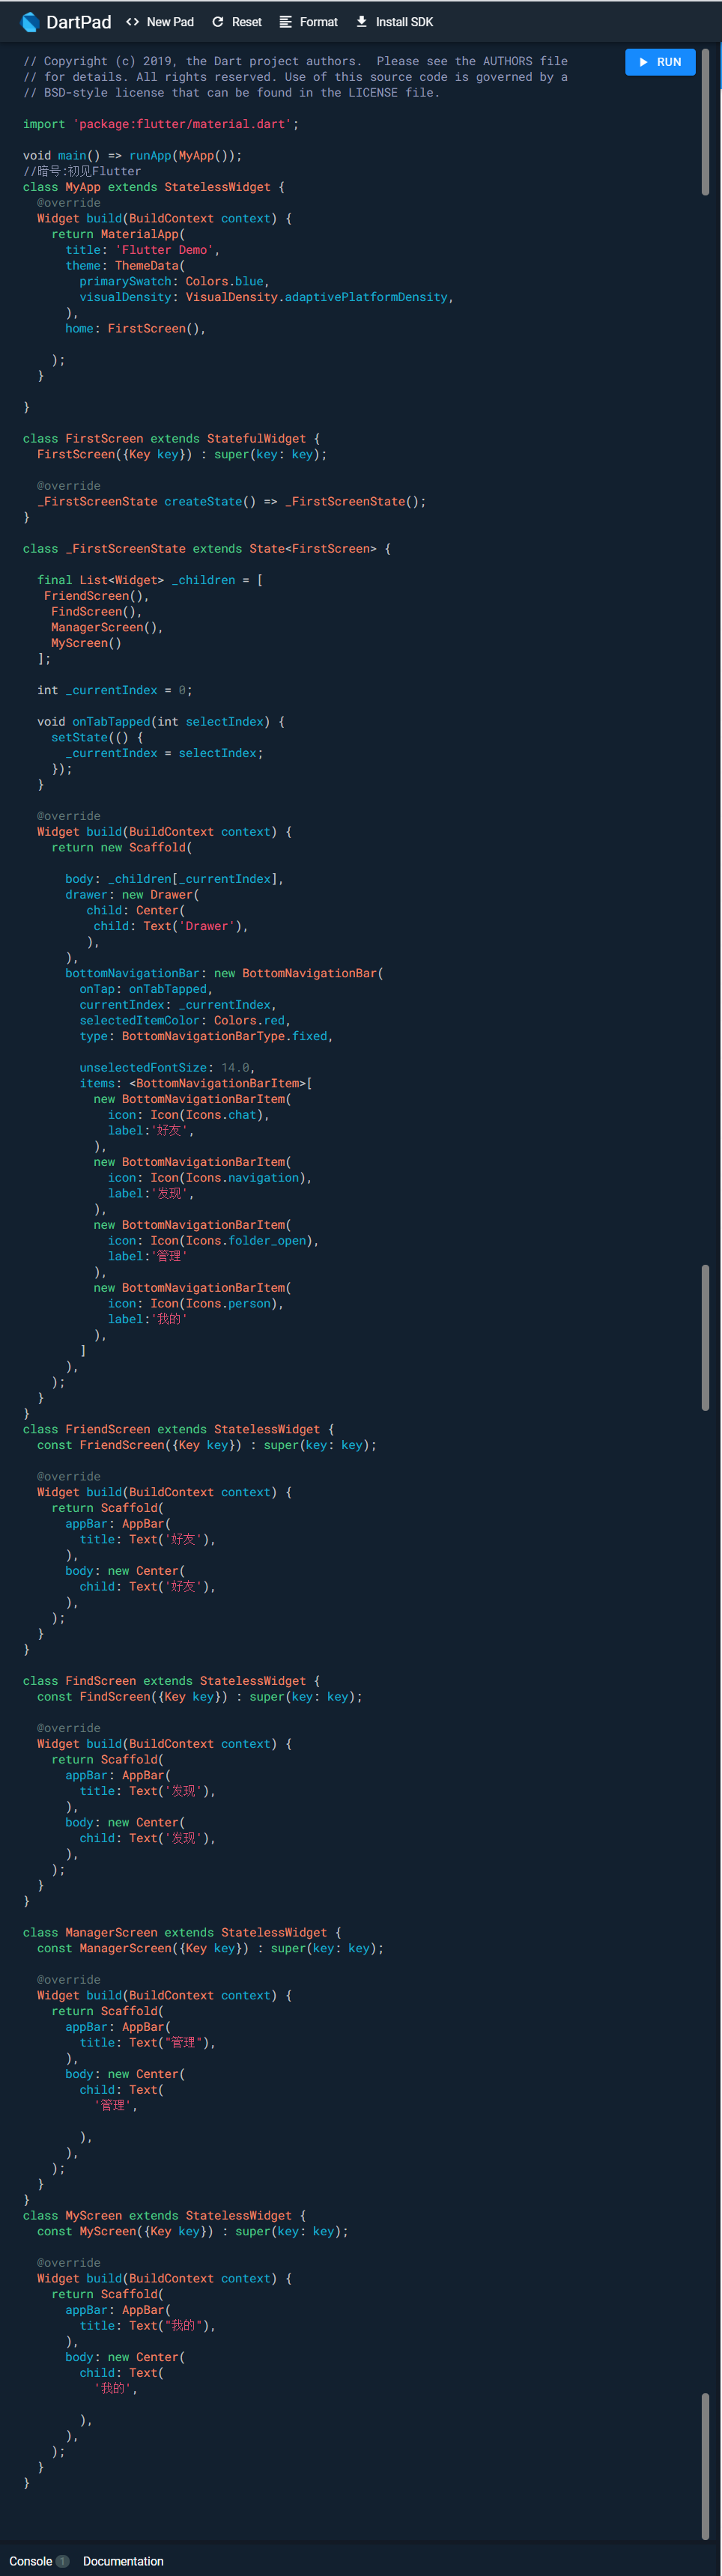 DartPad <> New Pad Reset Format Install SDK
RUN
// Copyright (c) 2019, the Dart project authors.  Please see the AUTHORS file
// for details. All rights reserved. Use of this source code is governed by a
// BSD-style license that can be found in the LICENSE file.
import 'package:flutter/material.dart';
void main() => runApp(MyApp());
//暗号:初见Flutter
class MyApp extends StatelessWidget {
  @override
  Widget build(BuildContext context) {
    return MaterialApp(
      title: 'Flutter Demo',
      theme: ThemeData(
        primarySwatch: Colors.blue,
        visualDensity: VisualDensity.adaptivePlatformDensity,
      ),
      home: FirstScreen(),
    );
  }
}
class FirstScreen extends StatefulWidget {
  FirstScreen({Key key}) : super(key: key);
  @override
  _FirstScreenState createState() => _FirstScreenState();
}
class _FirstScreenState extends State<FirstScreen> {
  final List<Widget> _children = [
   FriendScreen(),
    FindScreen(),
    ManagerScreen(),
    MyScreen()
  ];
  int _currentIndex = 0;
  void onTabTapped(int selectIndex) {
    setState(() {
      _currentIndex = selectIndex;
    });
  }
  @override
  Widget build(BuildContext context) {
    return new Scaffold(
      body: _children[_currentIndex],
      drawer: new Drawer(
         child: Center(
          child: Text('Drawer'),
         ),
      ),
      bottomNavigationBar: new BottomNavigationBar(
        onTap: onTabTapped,
        currentIndex: _currentIndex,
        selectedItemColor: Colors.red,
        type: BottomNavigationBarType.fixed,
        unselectedFontSize: 14.0,
        items: <BottomNavigationBarItem>[
          new BottomNavigationBarItem(
            icon: Icon(Icons.chat),
            label:'好友',
          ),
          new BottomNavigationBarItem(
            icon: Icon(Icons.navigation),
            label:'发现',
          ),
          new BottomNavigationBarItem(
            icon: Icon(Icons.folder_open),
            label:'管理'
          ),
          new BottomNavigationBarItem(
            icon: Icon(Icons.person),
            label:'我的'
          ),
        ]
      ),
    );
  }
}
class FriendScreen extends StatelessWidget {
  const FriendScreen({Key key}) : super(key: key);
  @override
  Widget build(BuildContext context) {
    return Scaffold(
      appBar: AppBar(
        title: Text('好友'),
      ),
      body: new Center(
        child: Text('好友'),
      ),
    );
  }
}
class FindScreen extends StatelessWidget {
  const FindScreen({Key key}) : super(key: key);
  @override
  Widget build(BuildContext context) {
    return Scaffold(
      appBar: AppBar(
        title: Text('发现'),
      ),
      body: new Center(
        child: Text('发现'),
      ),
    );
  }
}
class ManagerScreen extends StatelessWidget {
  const ManagerScreen({Key key}) : super(key: key);
  @override
  Widget build(BuildContext context) {
    return Scaffold(
      appBar: AppBar(
        title: Text("管理"),
      ),
      body: new Center(
        child: Text(
          '管理',
        ),
      ),
    );
  }
}
class MyScreen extends StatelessWidget {
  const MyScreen({Key key}) : super(key: key);
  @override
  Widget build(BuildContext context) {
    return Scaffold(
      appBar: AppBar(
        title: Text("我的"),
      ),
      body: new Center(
        child: Text(
          '我的',
        ),
      ),
    );
  }
}
Console 1 Documentation